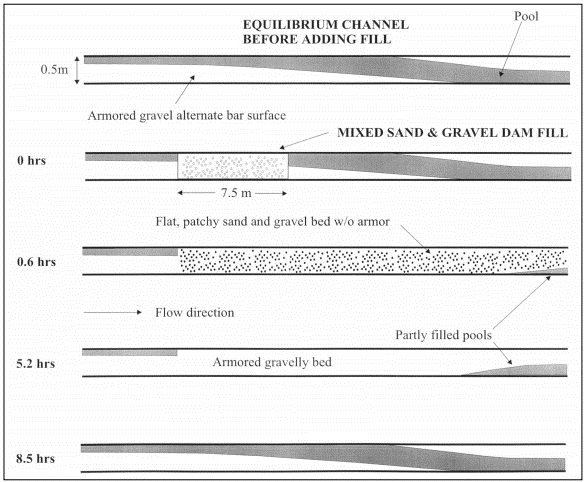 EQUILIBRIUM CHANNEL
BEFORE ADDING FILL
Pool
0.5m
Armored gravel alternate bar surface
MIXED SAND & GRAVEL DAM FILL
0 hrs
7.5 m
Flat, patchy sand and gravel bed w/o armor
0.6 hrs
Flow direction
Partly filled pools
5.2 hrs
Armored gravelly bed
8.5 hrs